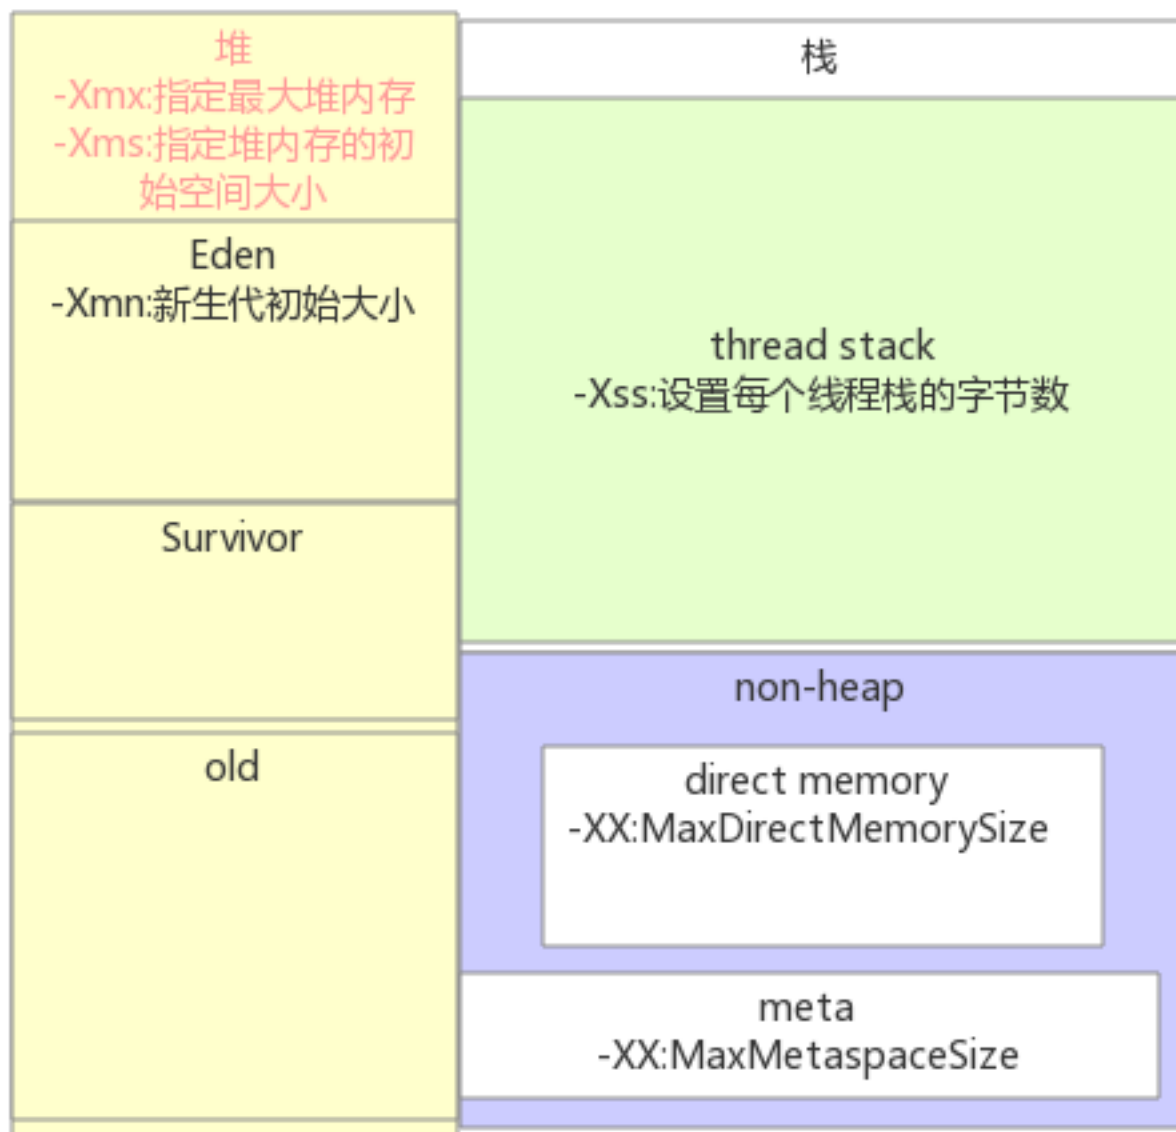 堆
-Xmx:指定最大堆内存
-Xms:指定堆内存的初
始空间大小
Eden
-Xmn:新生代初始大小
Survivor
old
栈
thread stack
-Xss:设置每个线程栈的字节数
non-heap
direct memory
-XX:MaxDirectMemorySize
meta
-XX:MaxMetaspaceSize